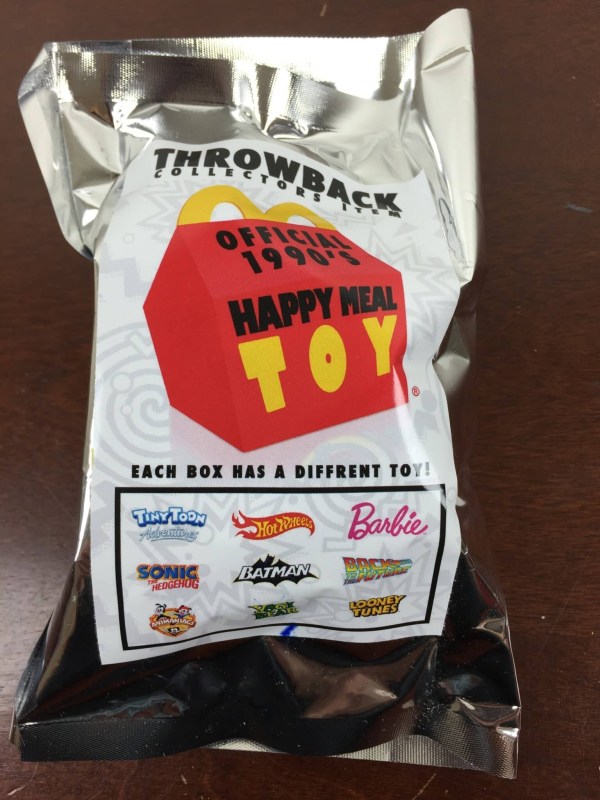 THROWBACK
COLLECTORS ITEM
OFFICIAL
1990'S
HAPPY MEAL
TOY
®
EACH BOX HAS A DIFFRENT TOY!
TINY TOON
Adventures
Hot Wheels
Barbie
SONIC
THE HEDGEHOG
BATMAN
BACK
TO THE FUTURE
ANIMANIACS
LOONEY
TUNES